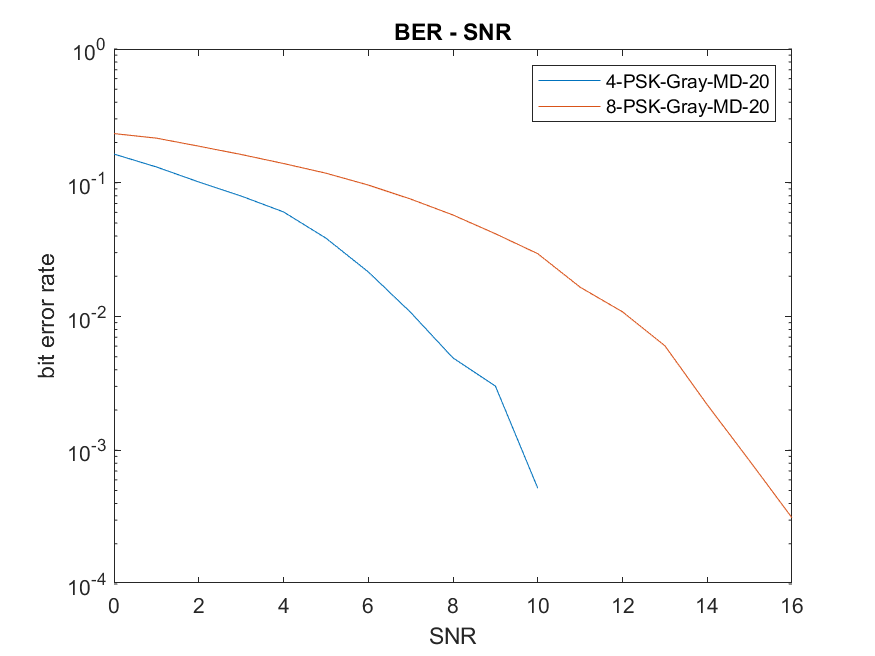 BER - SNR
4-PSK-Gray-MD-20
8-PSK-Gray-MD-20
10^0
10^-1
10^-2
10^-3
10^-4
bit error rate
0 2 4 6 8 10 12 14 16
SNR